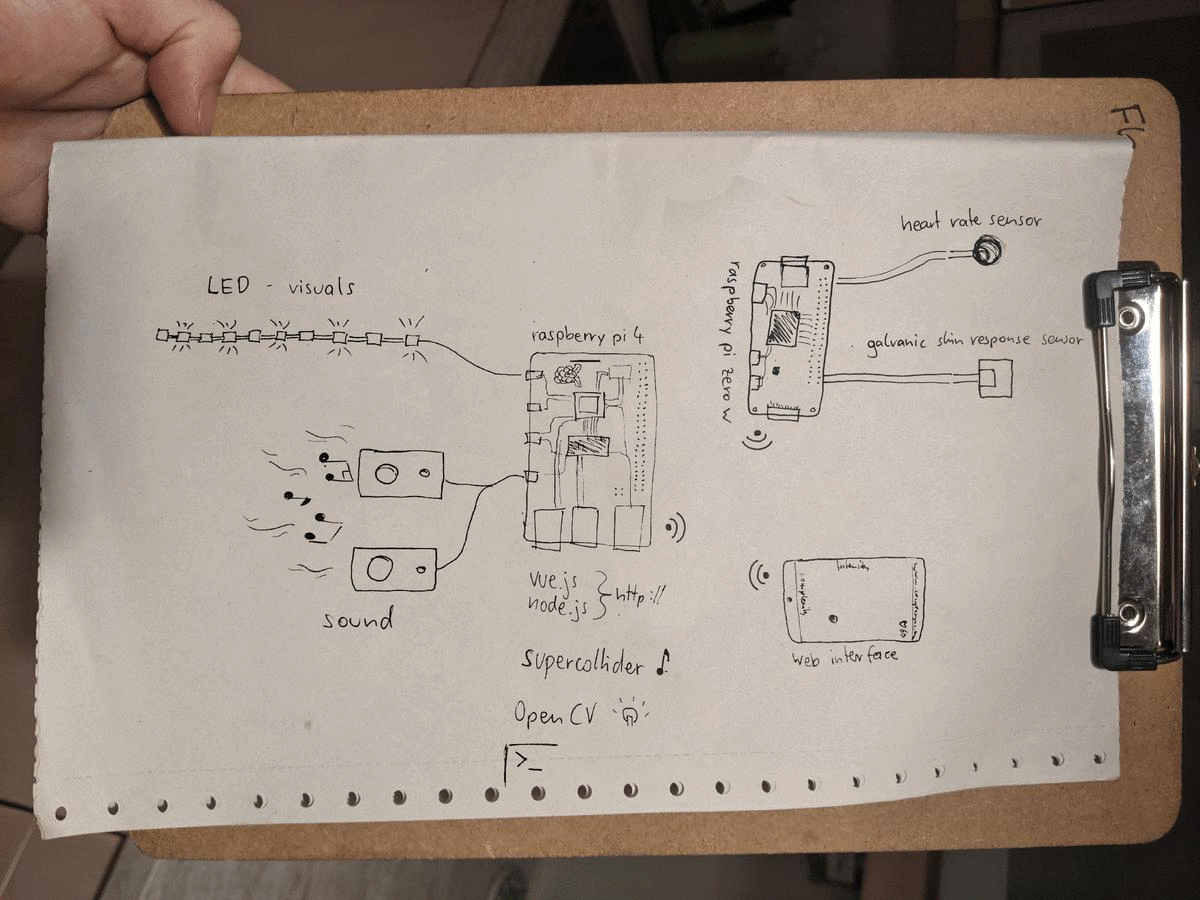 heart rate sensor
LED - visuals
raspberry pi 4
raspberry pi zero w
galvanic skin response sensor
sound
vue.js
node.js
http://
Supercollider
Open CV
>_
Intensity
complexity
web interface